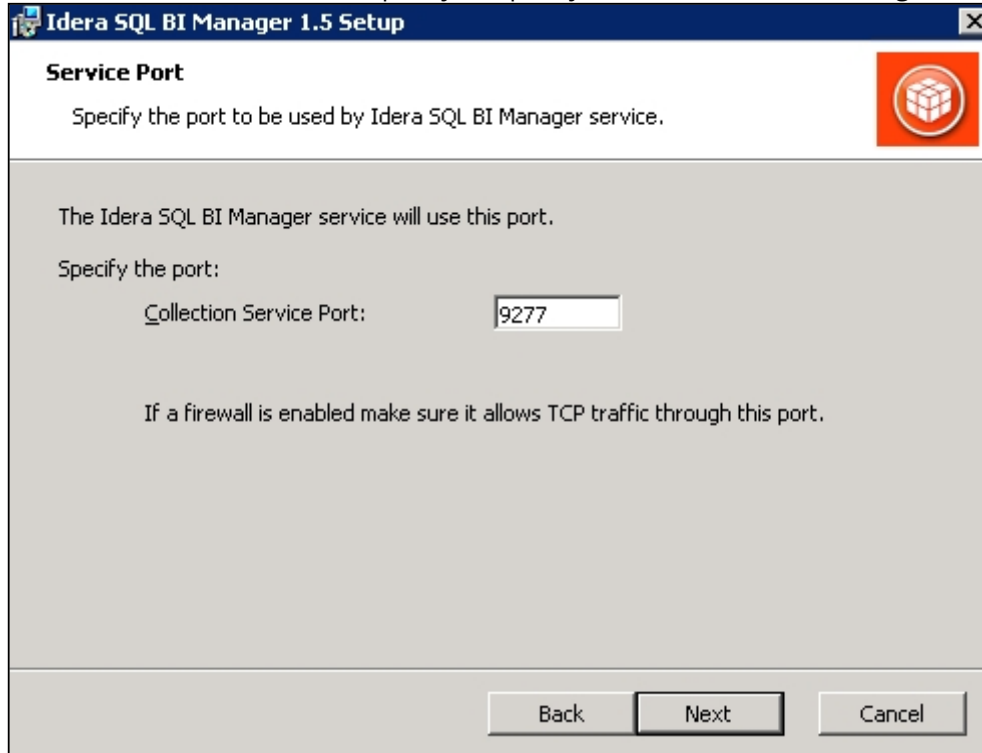 Idera SQL BI Manager 1.5 Setup
Service Port
Specify the port to be used by Idera SQL BI Manager service.
The Idera SQL BI Manager service will use this port.
Specify the port:
Collection Service Port: 9277
If a firewall is enabled make sure it allows TCP traffic through this port.
Back Next Cancel